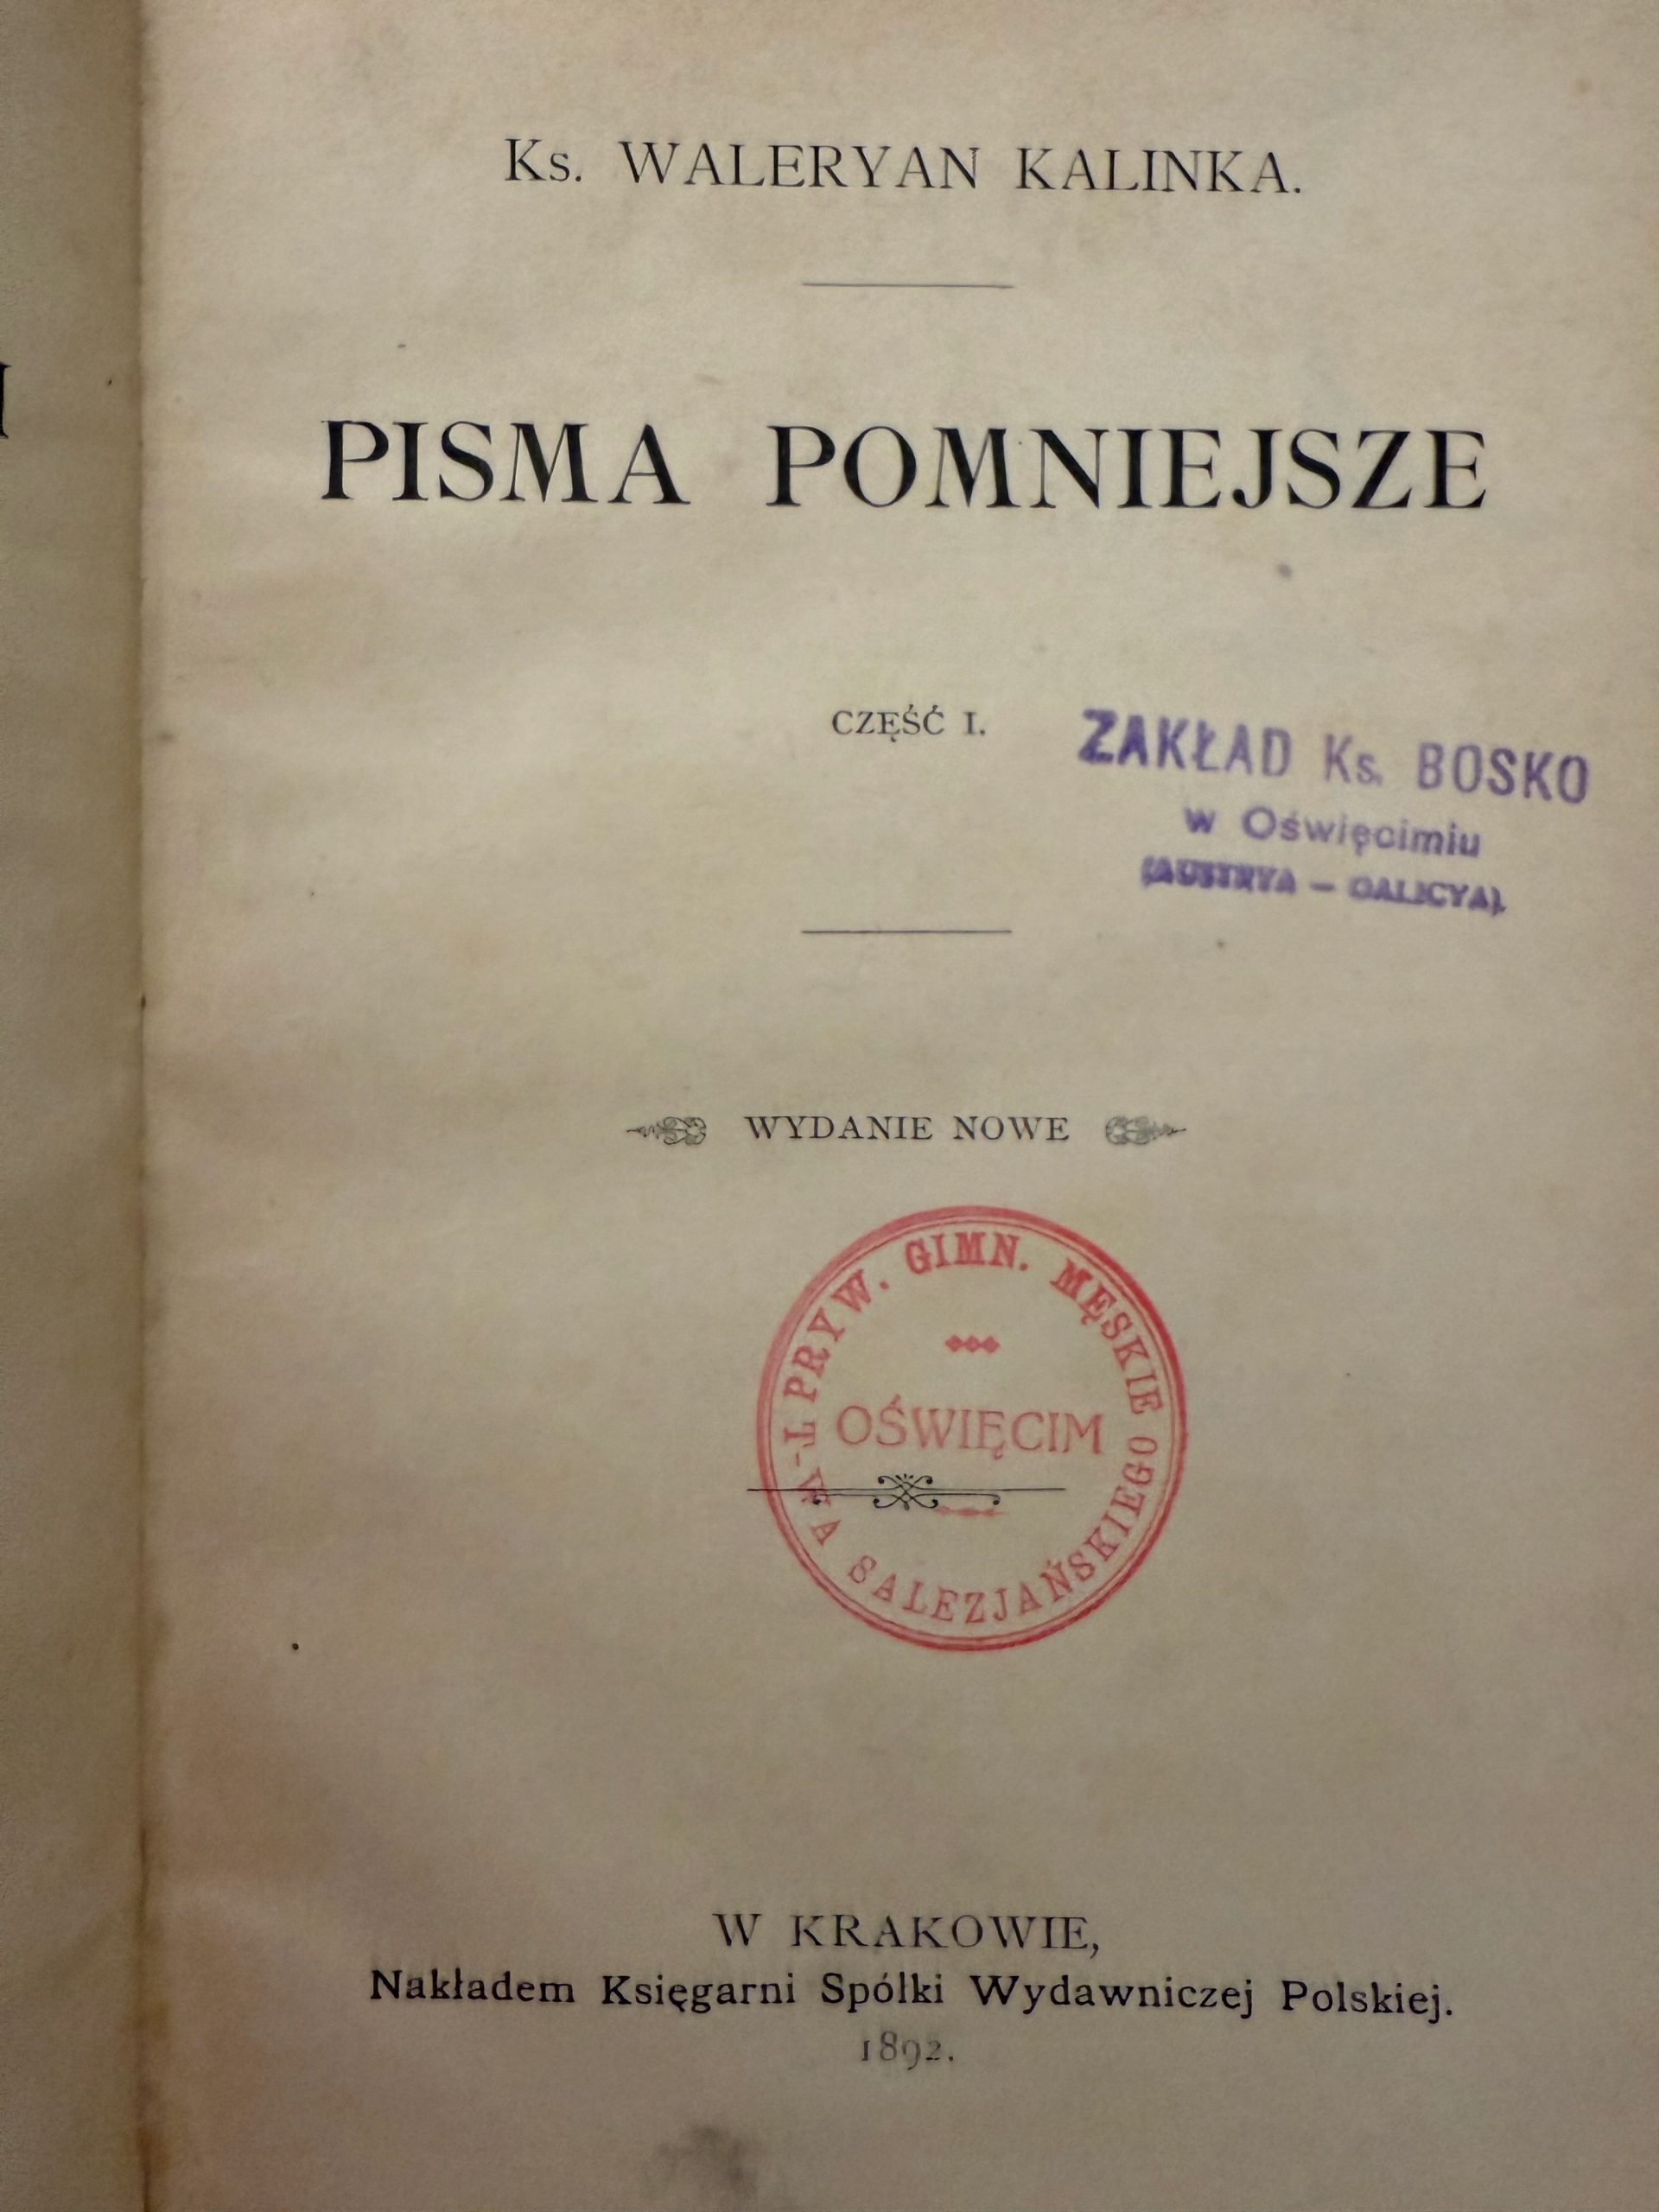 Ks. WALERYAN KALINKA.
PISMA POMNIEJSZE
CZĘŚĆ I.
ZAKŁAD Ks. BOSKO
w Oświęcimiu
(AUSTRYA – GALICYA).
WYDANIE NOWE
PRYW. GIMN. MĘSKIE T-WA SALEZJAŃSKIEGO
OŚWIĘCIM
W KRAKOWIE,
Nakładem Księgarni Spółki Wydawniczej Polskiej.
1892.